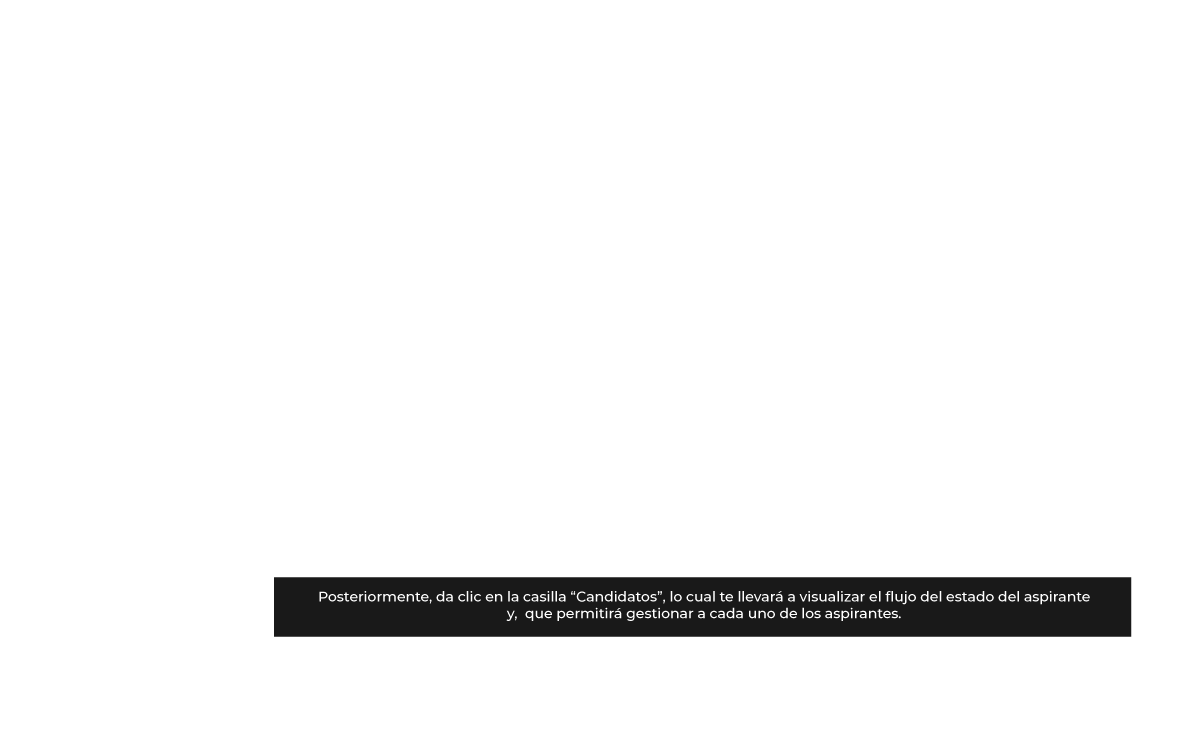 Posteriormente, da clic en la casilla “Candidatos”, lo cual te llevará a visualizar el flujo del estado del aspirante
y,  que permitirá gestionar a cada uno de los aspirantes.